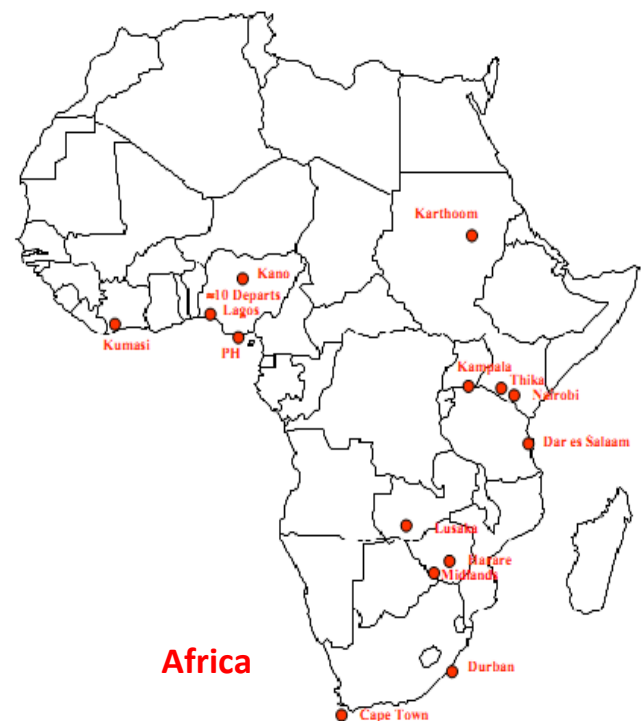 Karthoom
Kano
≈10 Departs
Lagos
Kumasi
PH
Kampala
Thika
Nairobi
Dar es Salaam
Lusaka
Harare
Midlands
Africa
Durban
Cape Town